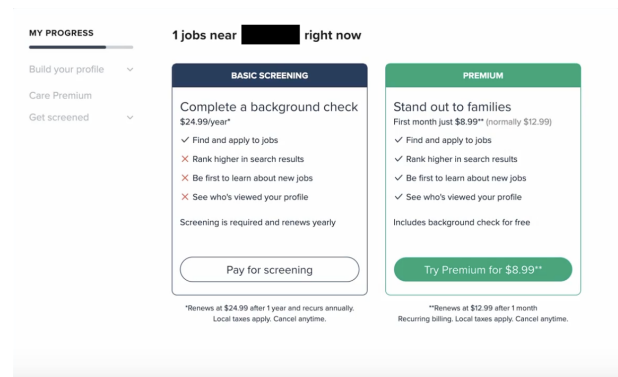 MY PROGRESS
Build your profile
Care Premium
Get screened
1 jobs near right now
BASIC SCREENING
Complete a background check
$24.99/year*
Find and apply to jobs
Rank higher in search results
Be first to learn about new jobs
See who's viewed your profile
Screening is required and renews yearly
Pay for screening
*Renews at $24.99 after 1 year and recurs annually.
Local taxes apply. Cancel anytime.
PREMIUM
Stand out to families
First month just $8.99** (normally $12.99)
Find and apply to jobs
Rank higher in search results
Be first to learn about new jobs
See who's viewed your profile
Includes background check for free
Try Premium for $8.99**
**Renews at $12.99 after 1 month
Recurring billing. Local taxes apply. Cancel anytime.